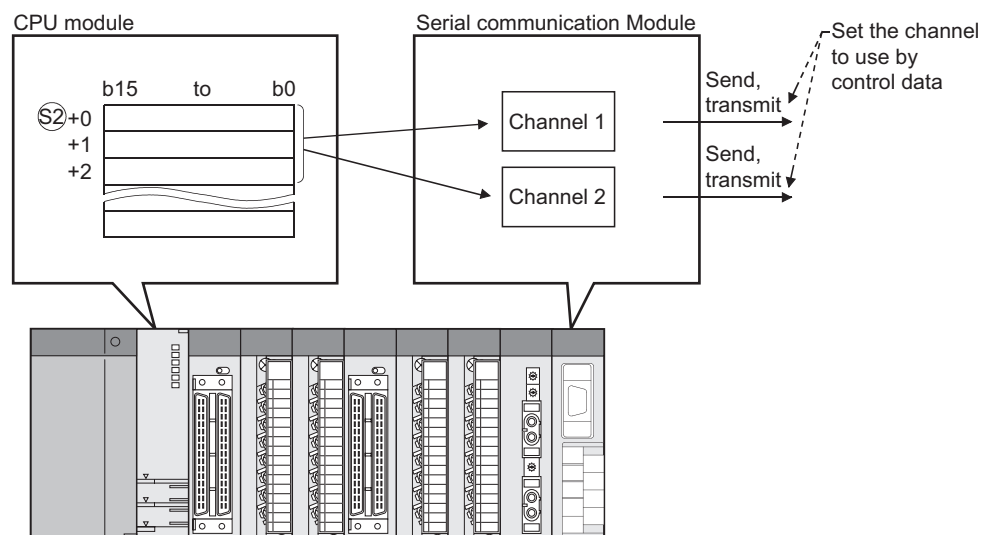 CPU module
Serial communication Module
b15 to b0
S2 +0
+1
+2
Channel 1
Channel 2
Send,
transmit
Send,
transmit
Set the channel
to use by
control data